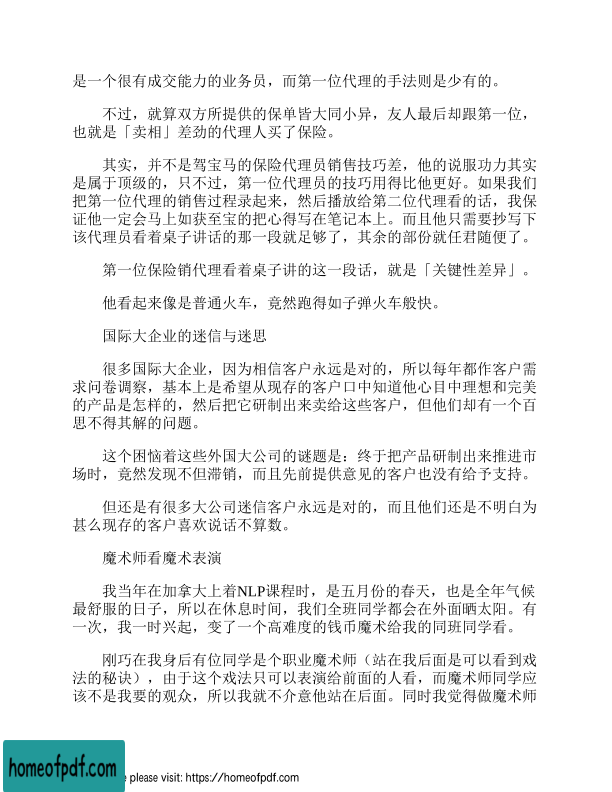 是一个很有成交能力的业务员，而第一位代理的手法则是少有的。
不过，就算双方所提供的保单皆大同小异，友人最后却跟第一位，
也就是「卖相」差劲的代理人买了保险。
其实，并不是驾宝马的保险代理员销售技巧差，他的说服功力其实
是属于顶级的，只不过，第一位代理员的技巧用得比他更好。如果我们
把第一位代理的销售过程录起来，然后播放给第二位代理看的话，我保
证他一定会马上如获至宝的把心得写在笔记本上。而且他只需要抄写下
该代理员看着桌子讲话的那一段就足够了，其余的部份就任君随便了。
第一位保险销代理看着桌子讲的这一段话，就是「关键性差异」。
他看起来像是普通火车，竟然跑得如子弹火车般快。
国际大企业的迷信与迷思
很多国际大企业，因为相信客户永远是对的，所以每年都作客户需
求问卷调察，基本上是希望从现存的客户口中知道他心目中理想和完美
的产品是怎样的，然后把它研制出来卖给这些客户，但他们却有一个百
思不得其解的问题。
这个困恼着这些外国大公司的谜题是：终于把产品研制出来推进市
场时，竟然发现不但滞销，而且先前提供意见的客户也没有给予支持。
但还是有很多大公司迷信客户永远是对的，而且他们还是不明白为
甚么现存的客户喜欢说话不算数。
魔术师看魔术表演
我当年在加拿大上着NLP课程时，是五月份的春天，也是全年气候
最舒服的日子，所以在休息时间，我们全班同学都会在外面晒太阳。有
一次，我一时兴起，变了一个高难度的钱币魔术给我的同班同学看。
刚巧在我身后有位同学是个职业魔术师（站在我后面是可以看到戏
法的秘诀），由于这个戏法只可以表演给前面的人看，而魔术师同学应
该不是我要的观众，所以我就不介意他站在后面。同时我觉得做魔术师
homeofpdf.com
e please visit: https://homeofpdf.com